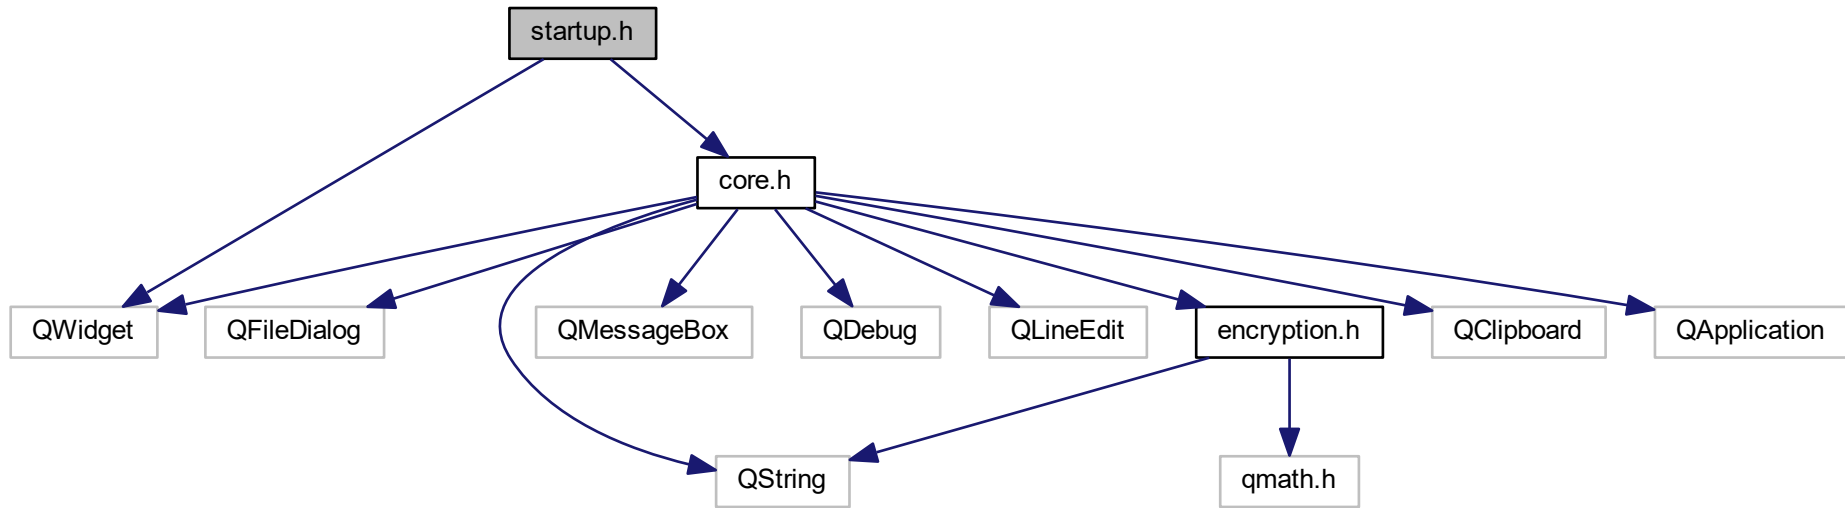 startup.h
core.h
QWidget
QFileDialog
QMessageBox
QDebug
QLineEdit
encryption.h
QClipboard
QApplication
QString
qmath.h